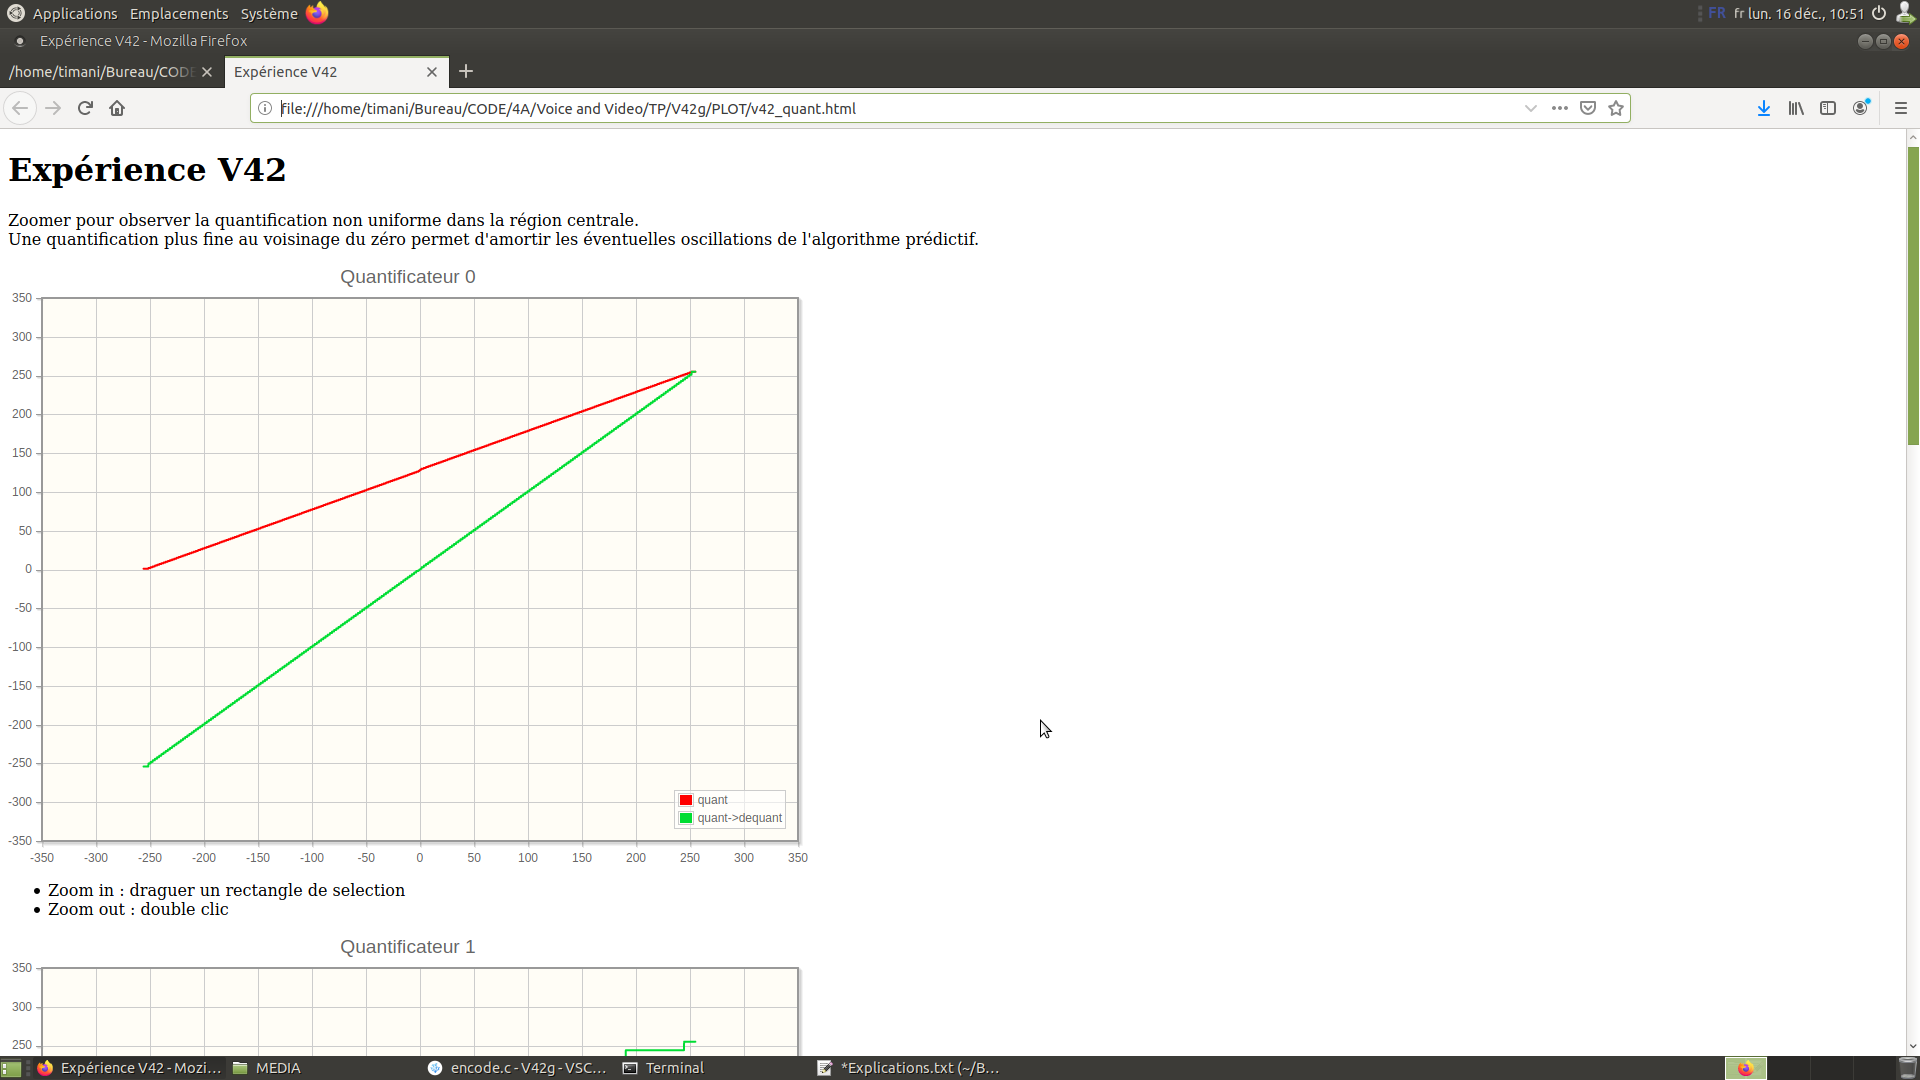 Applications Emplacements Système FR fr lun. 16 déc., 10:51
Expérience V42 - Mozilla Firefox
/home/timani/Bureau/CODE Expérience V42
file:///home/timani/Bureau/CODE/4A/Voice and Video/TP/V42g/PLOT/v42_quant.html
Expérience V42
Zoomer pour observer la quantification non uniforme dans la région centrale.
Une quantification plus fine au voisinage du zéro permet d'amortir les éventuelles oscillations de l'algorithme prédictif.
Quantificateur 0
350
300
250
200
150
100
50
0
-50
-100
-150
-200
-250
-300
-350
quant
quant->dequant
-350 -300 -250 -200 -150 -100 -50 0 50 100 150 200 250 300 350
• Zoom in : draguer un rectangle de selection
• Zoom out : double clic
Quantificateur 1
350
300
250
Expérience V42 - Mozi... MEDIA encode.c - V42g - VSC... Terminal *Explications.txt (~/B...